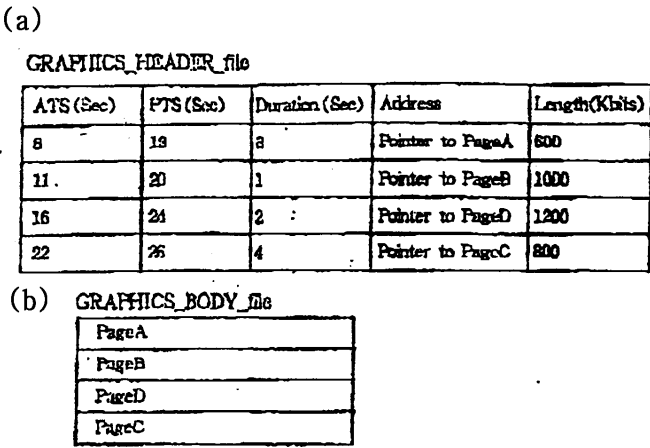 (a)
GRAPHICS_HEADER_file
ATS (Sec) PTS (Sec) Duration (Sec) Address Length(Kbits)
8 Pointer to PageA
11 20 1 Pointer to PageB 1000
16 24 2 Pointer to PageD 1200
22 26 4 Pointer to PageC 800
(b) GRAPHICS_BODY_file
PageA
PageB
PageD
PageC